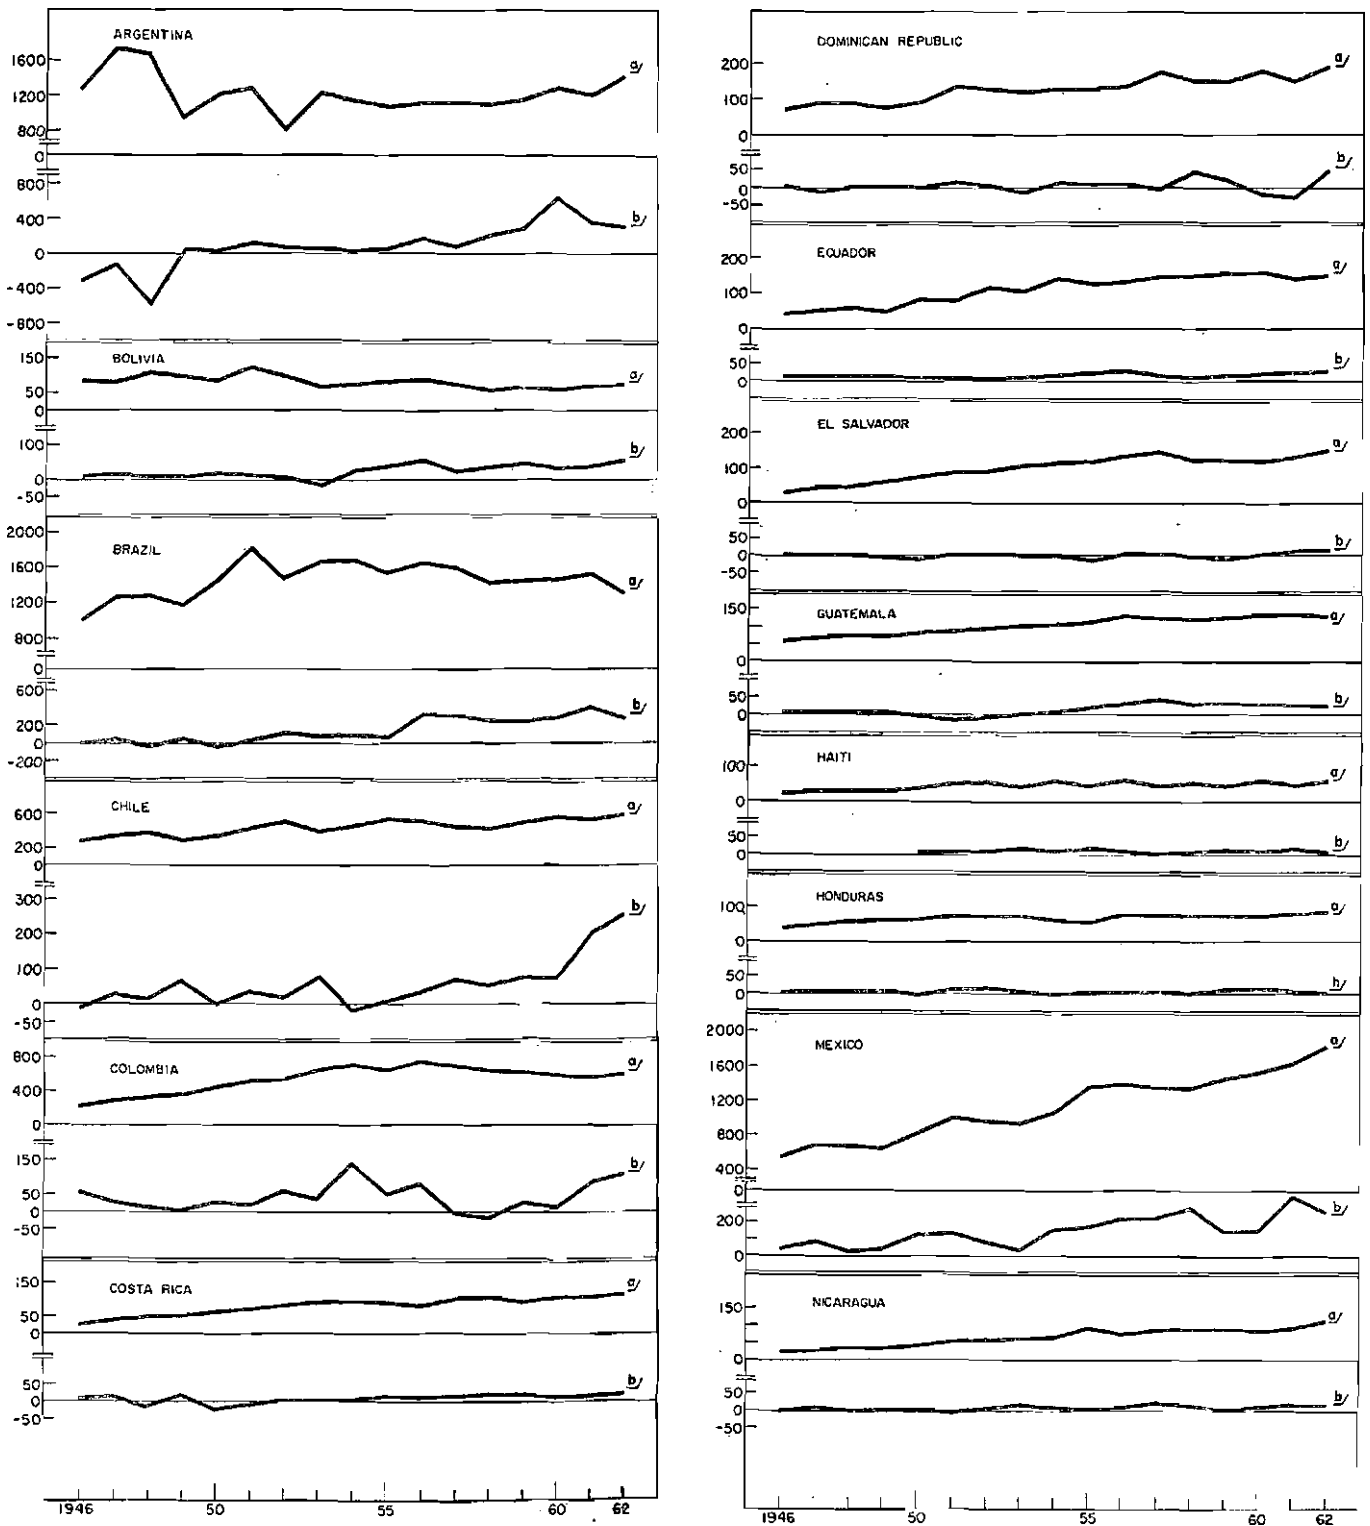 ARGENTINA
1600
1200
800
0
a/
800
400
0
-400
-800
b/
BOLIVIA
150
50
0
a/
100
0
-50
b/
BRAZIL
2000
1600
1200
800
0
a/
600
200
0
-200
b/
CHILE
600
200
0
a/
300
200
100
0
-50
b/
COLOMBIA
800
400
0
a/
150
50
0
-50
b/
COSTA RICA
150
50
0
a/
50
0
-50
b/
1946 50 55 60 62
DOMINICAN REPUBLIC
200
100
0
a/
50
0
-50
b/
ECUADOR
200
100
0
a/
50
0
b/
EL SALVADOR
200
100
0
a/
50
0
-50
b/
GUATEMALA
150
0
a/
50
0
b/
HAITI
100
0
a/
50
0
b/
HONDURAS
100
0
a/
50
0
h/
MEXICO
2000
1600
1200
800
400
0
a/
200
0
b/
NICARAGUA
150
0
a/
50
0
-50
b/
1946 50 55 60 62